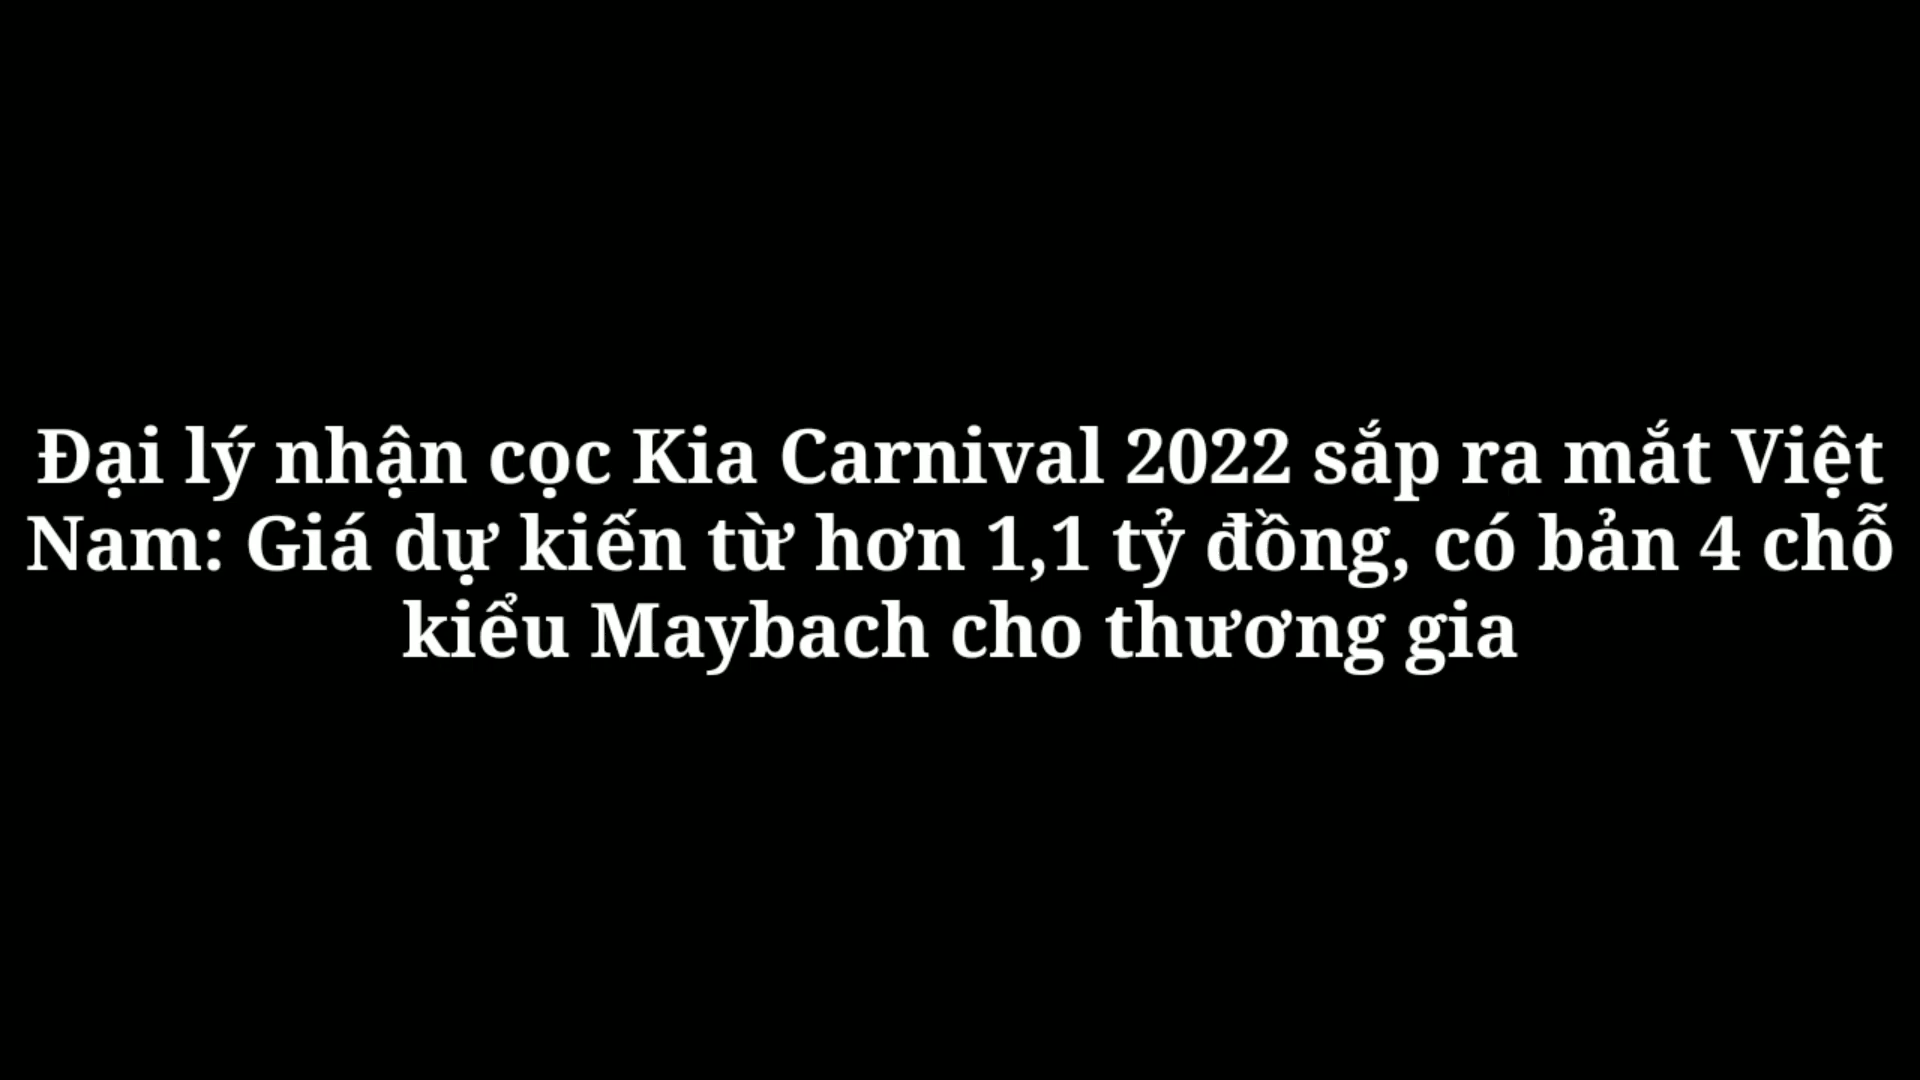 Đại lý nhận cọc Kia Carnival 2022 sắp ra mắt Việt
Nam: Giá dự kiến từ hơn 1,1 tỷ đồng, có bản 4 chỗ
kiểu Maybach cho thương gia